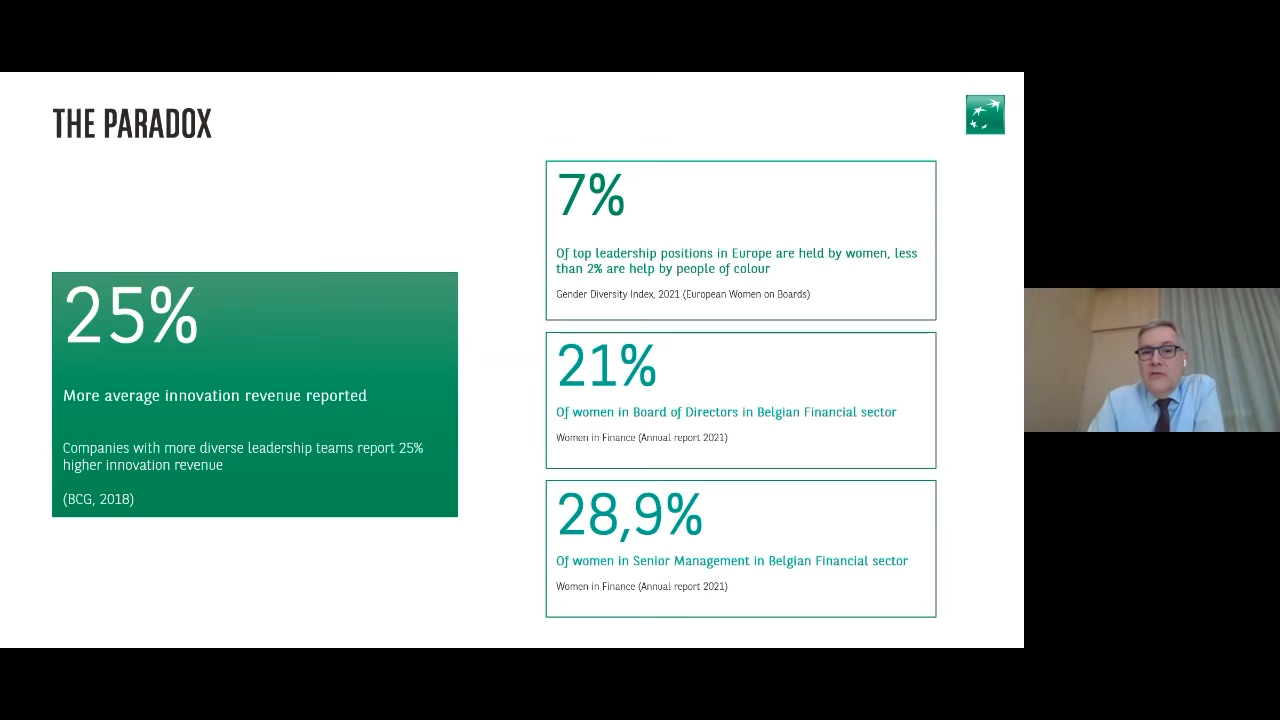 THE PARADOX
25%
More average innovation revenue reported
Companies with more diverse leadership teams report 25%
higher innovation revenue
(BCG, 2018)
7%
Of top leadership positions in Europe are held by women, less
than 2% are help by people of colour
Gender Diversity Index, 2021 (European Women on Boards)
21%
Of women in Board of Directors in Belgian Financial sector
Women in Finance (Annual report 2021)
28,9%
Of women in Senior Management in Belgian Financial sector
Women in Finance (Annual report 2021)